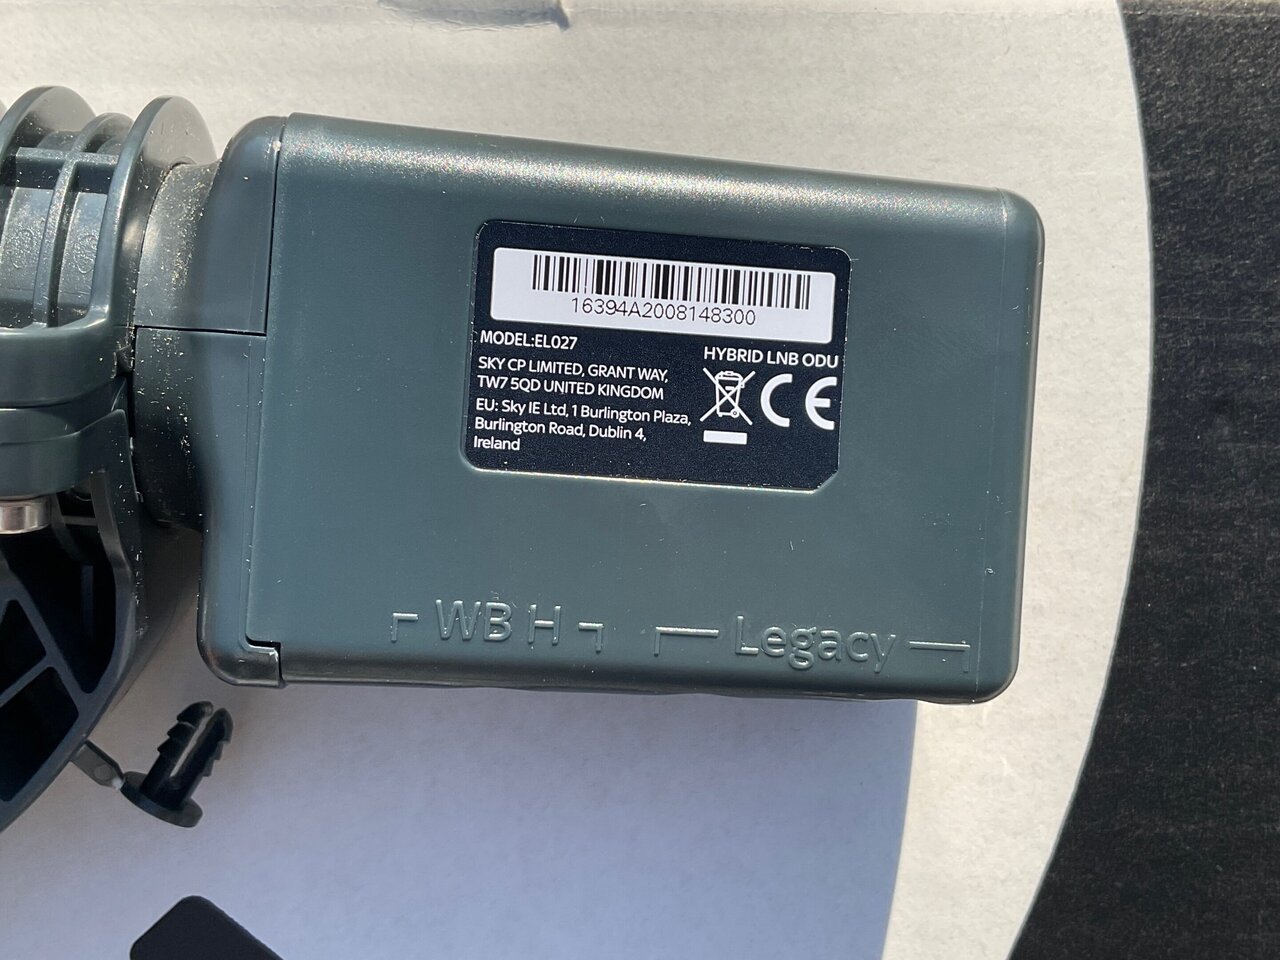 16394A2008148300
MODEL:EL027
HYBRID LNB ODU
SKY CP LIMITED, GRANT WAY,
TW7 5QD UNITED KINGDOM
EU: Sky IE Ltd, 1 Burlington Plaza,
Burlington Road, Dublin 4,
Ireland
CE
WB H
Legacy